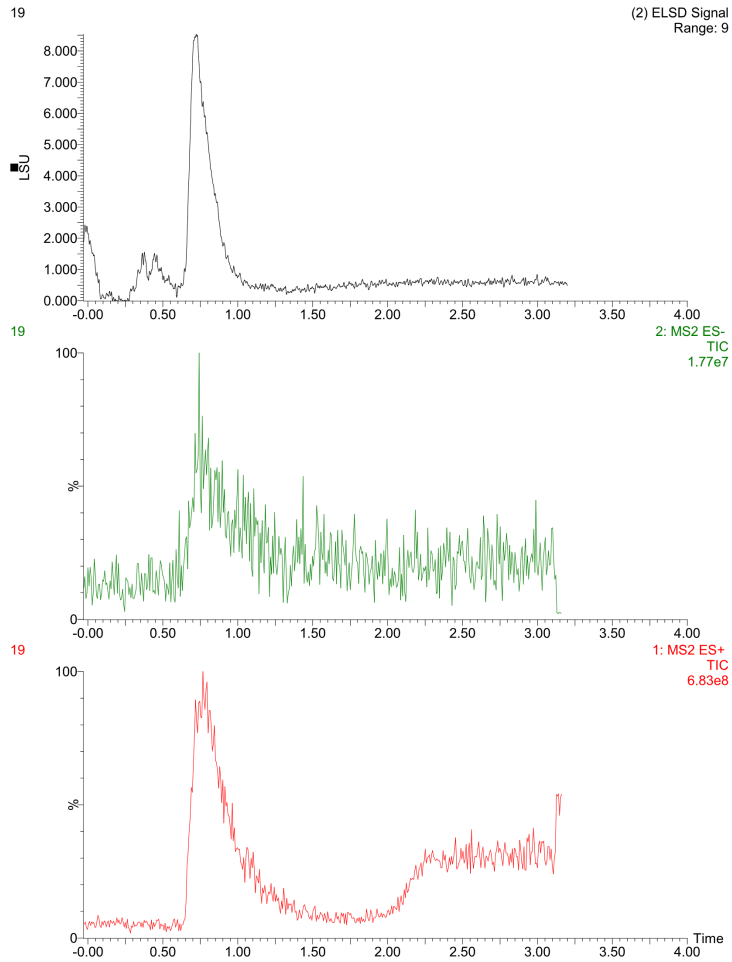 19
(2) ELSD Signal
Range: 9
8.000
7.000
6.000
5.000
4.000
3.000
2.000
1.000
0.000
LSU
-0.00 0.50 1.00 1.50 2.00 2.50 3.00 3.50 4.00
19
2: MS2 ES-
TIC
1.77e7
100
%
0
-0.00 0.50 1.00 1.50 2.00 2.50 3.00 3.50 4.00
19
1: MS2 ES+
TIC
6.83e8
100
%
0
Time
-0.00 0.50 1.00 1.50 2.00 2.50 3.00 3.50 4.00